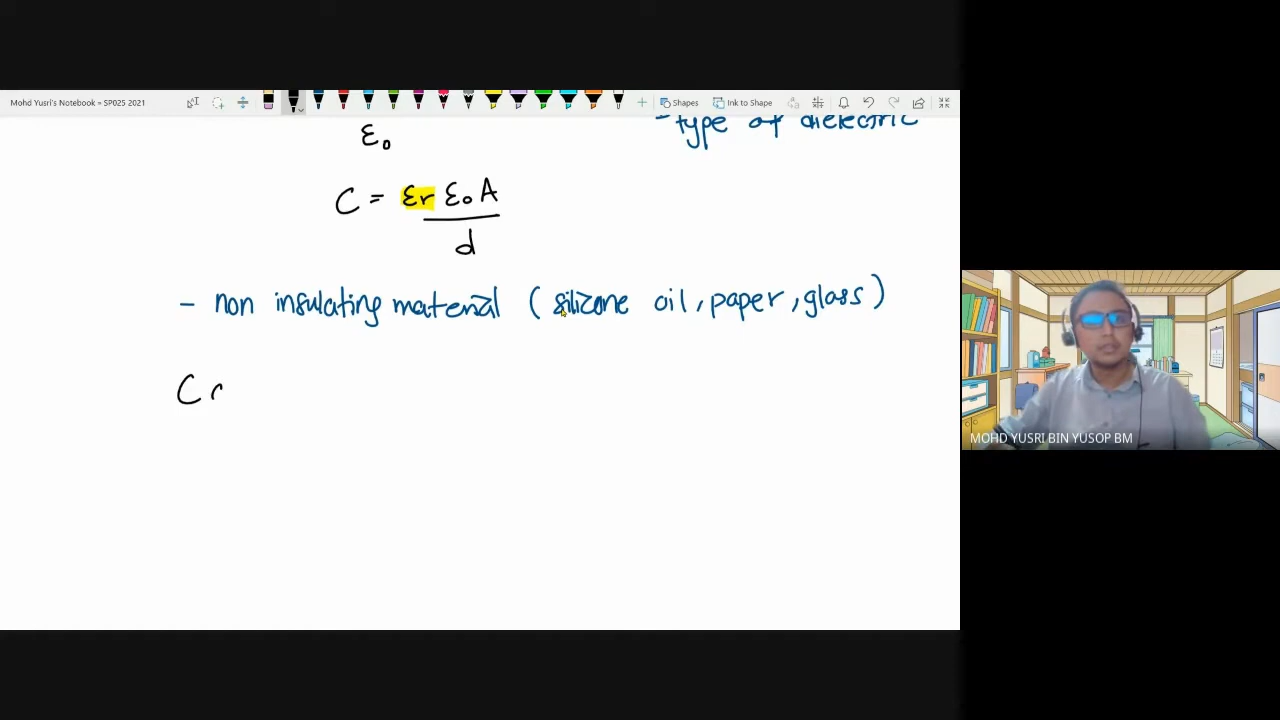 Mohd Yusri's Notebook » SP025 2021
Shapes
Ink to Shape
- type of dielectric
ε₀
C = εr ε₀ A
d
- non insulating material (silicone oil, paper, glass)
C
MOHD YUSRI BIN YUSOP BM